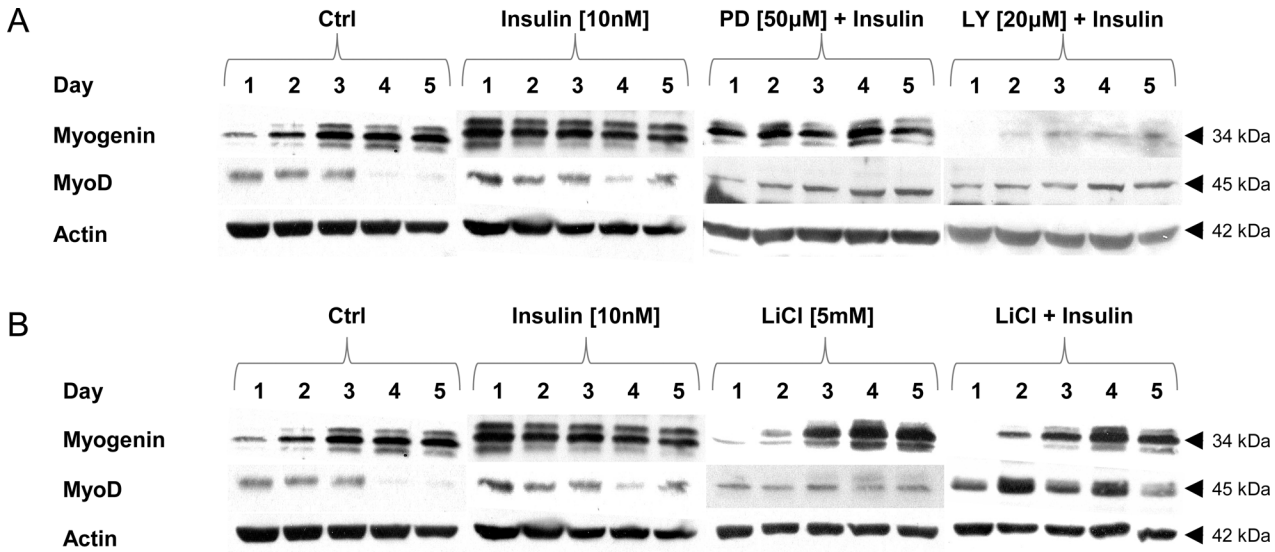 A
Ctrl Insulin [10nM] PD [50µM] + Insulin LY [20µM] + Insulin
Day 1 2 3 4 5 1 2 3 4 5 1 2 3 4 5 1 2 3 4 5
Myogenin 34 kDa
MyoD 45 kDa
Actin 42 kDa
B
Ctrl Insulin [10nM] LiCl [5mM] LiCl + Insulin
Day 1 2 3 4 5 1 2 3 4 5 1 2 3 4 5 1 2 3 4 5
Myogenin 34 kDa
MyoD 45 kDa
Actin 42 kDa